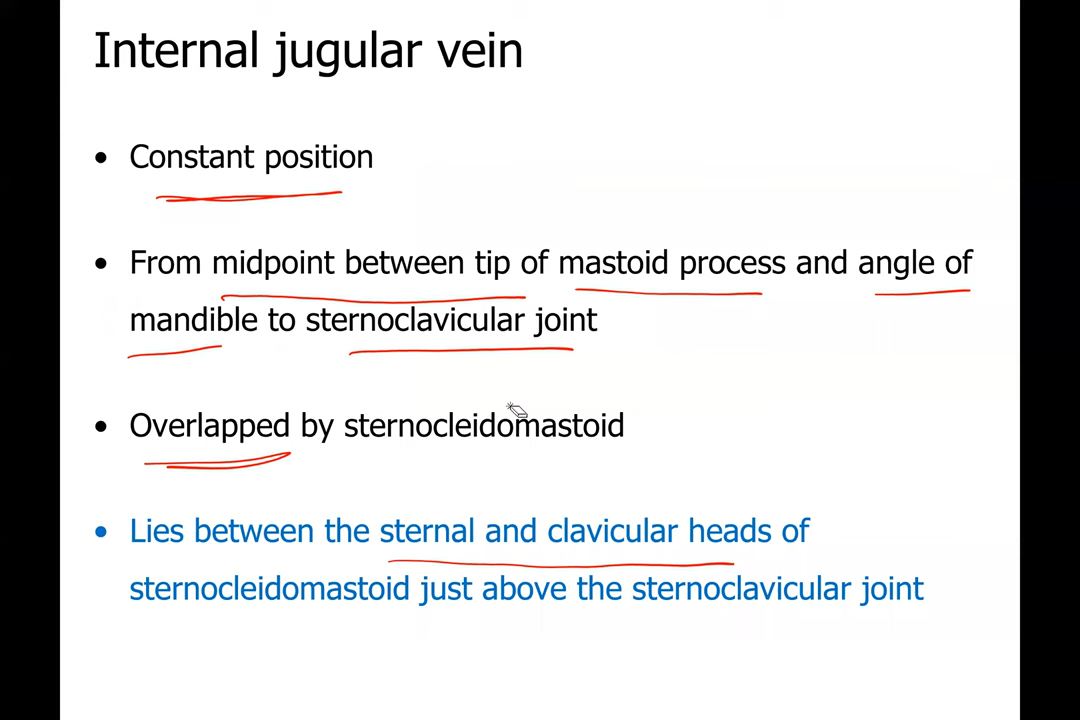 Internal jugular vein
• Constant position
• From midpoint between tip of mastoid process and angle of
mandible to sternoclavicular joint
• Overlapped by sternocleidomastoid
• Lies between the sternal and clavicular heads of
sternocleidomastoid just above the sternoclavicular joint